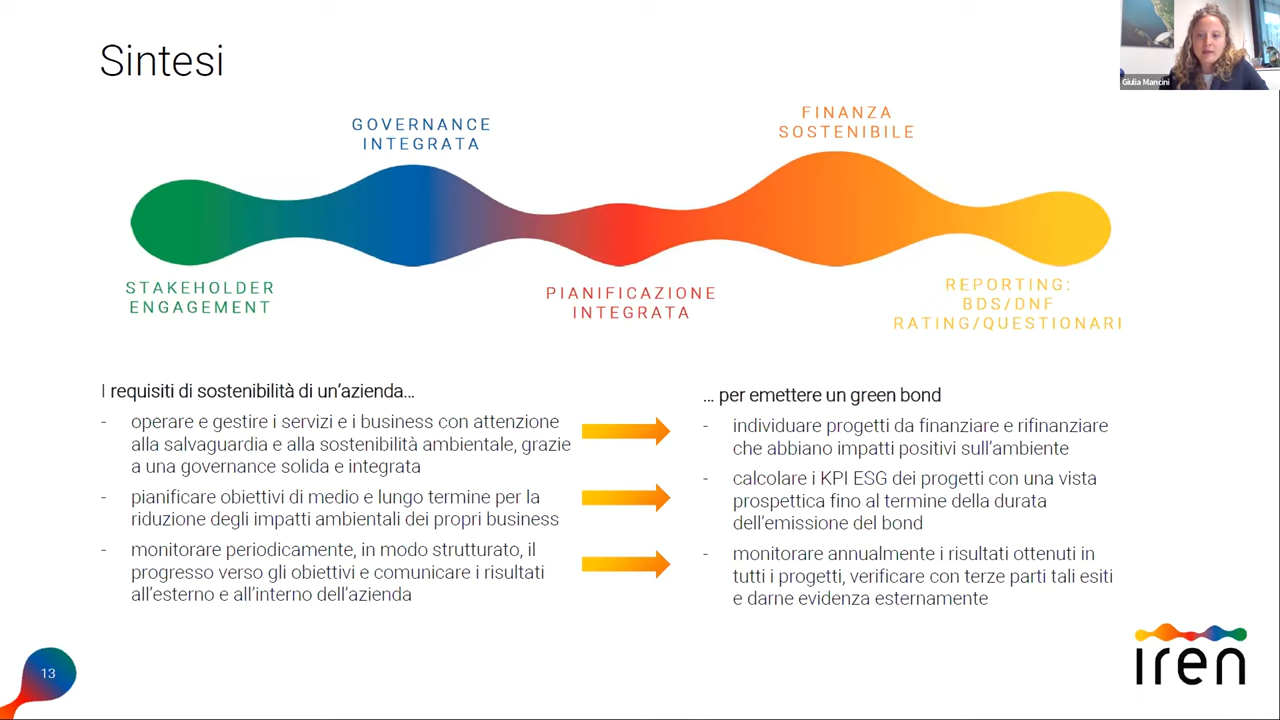 Sintesi
Giulia Mancini
GOVERNANCE
INTEGRATA
FINANZA
SOSTENIBILE
STAKEHOLDER
ENGAGEMENT
PIANIFICAZIONE
INTEGRATA
REPORTING:
BDS/DNF
RATING/QUESTIONARI
I requisiti di sostenibilità di un'azienda...
- operare e gestire i servizi e i business con attenzione
alla salvaguardia e alla sostenibilità ambientale, grazie
a una governance solida e integrata
- pianificare obiettivi di medio e lungo termine per la
riduzione degli impatti ambientali dei propri business
- monitorare periodicamente, in modo strutturato, il
progresso verso gli obiettivi e comunicare i risultati
all'esterno e all'interno dell'azienda
... per emettere un green bond
- individuare progetti da finanziare e rifinanziare
che abbiano impatti positivi sull'ambiente
- calcolare i KPI ESG dei progetti con una vista
prospettica fino al termine della durata
dell'emissione del bond
- monitorare annualmente i risultati ottenuti in
tutti i progetti, verificare con terze parti tali esiti
e darne evidenza esternamente
13
iren